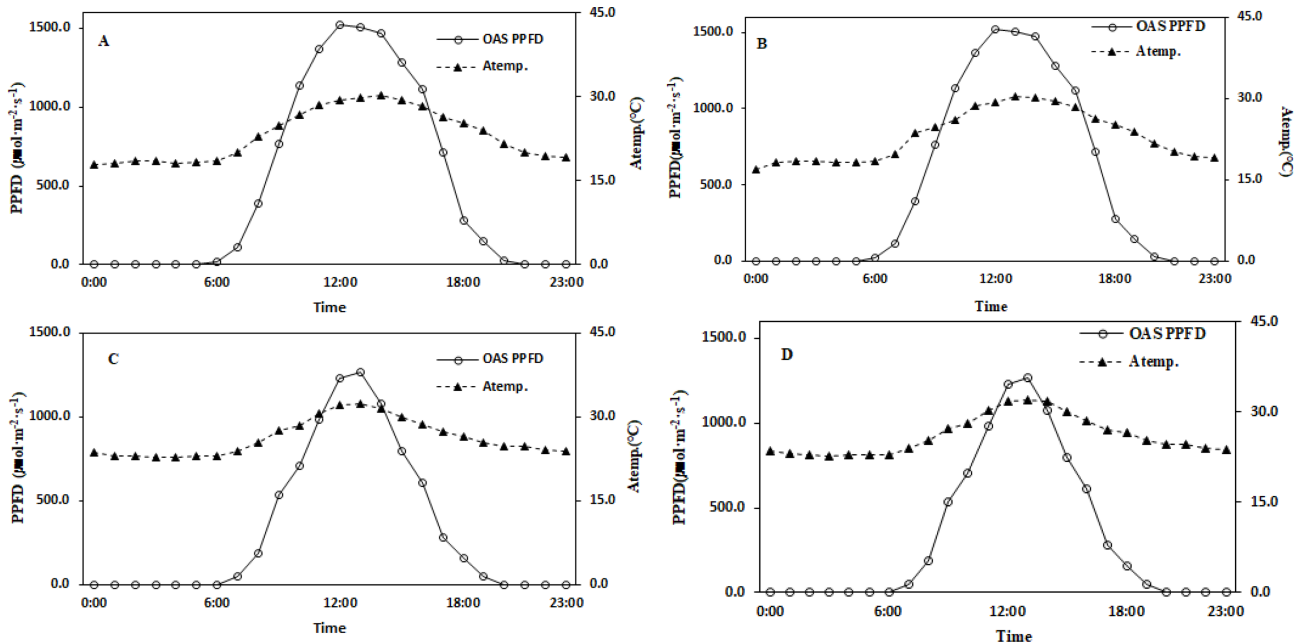 A
OAS PPFD
Atemp.
1500.0
1000.0
500.0
0.0
PPFD (μmol·m-2·s-1)
45.0
30.0
15.0
0.0
Atemp.(℃)
0:00 6:00 12:00 18:00 23:00
Time
B
OAS PPFD
Atemp.
1500.0
1000.0
500.0
0.0
PPFD(μmol·m-2·s-1)
45.0
30.0
15.0
0.0
Atemp.(℃)
0:00 6:00 12:00 18:00 23:00
Time
C
OAS PPFD
Atemp.
1500.0
1000.0
500.0
0.0
PPFD (μmol·m-2·s-1)
45.0
30.0
15.0
0.0
Atemp.(℃)
0:00 6:00 12:00 18:00 23:00
Time
D
OAS PPFD
Atemp.
1500.0
1000.0
500.0
0.0
PPFD(μmol·m-2·s-1)
45.0
30.0
15.0
0.0
Atemp.(℃)
0:00 6:00 12:00 18:00 23:00
Time